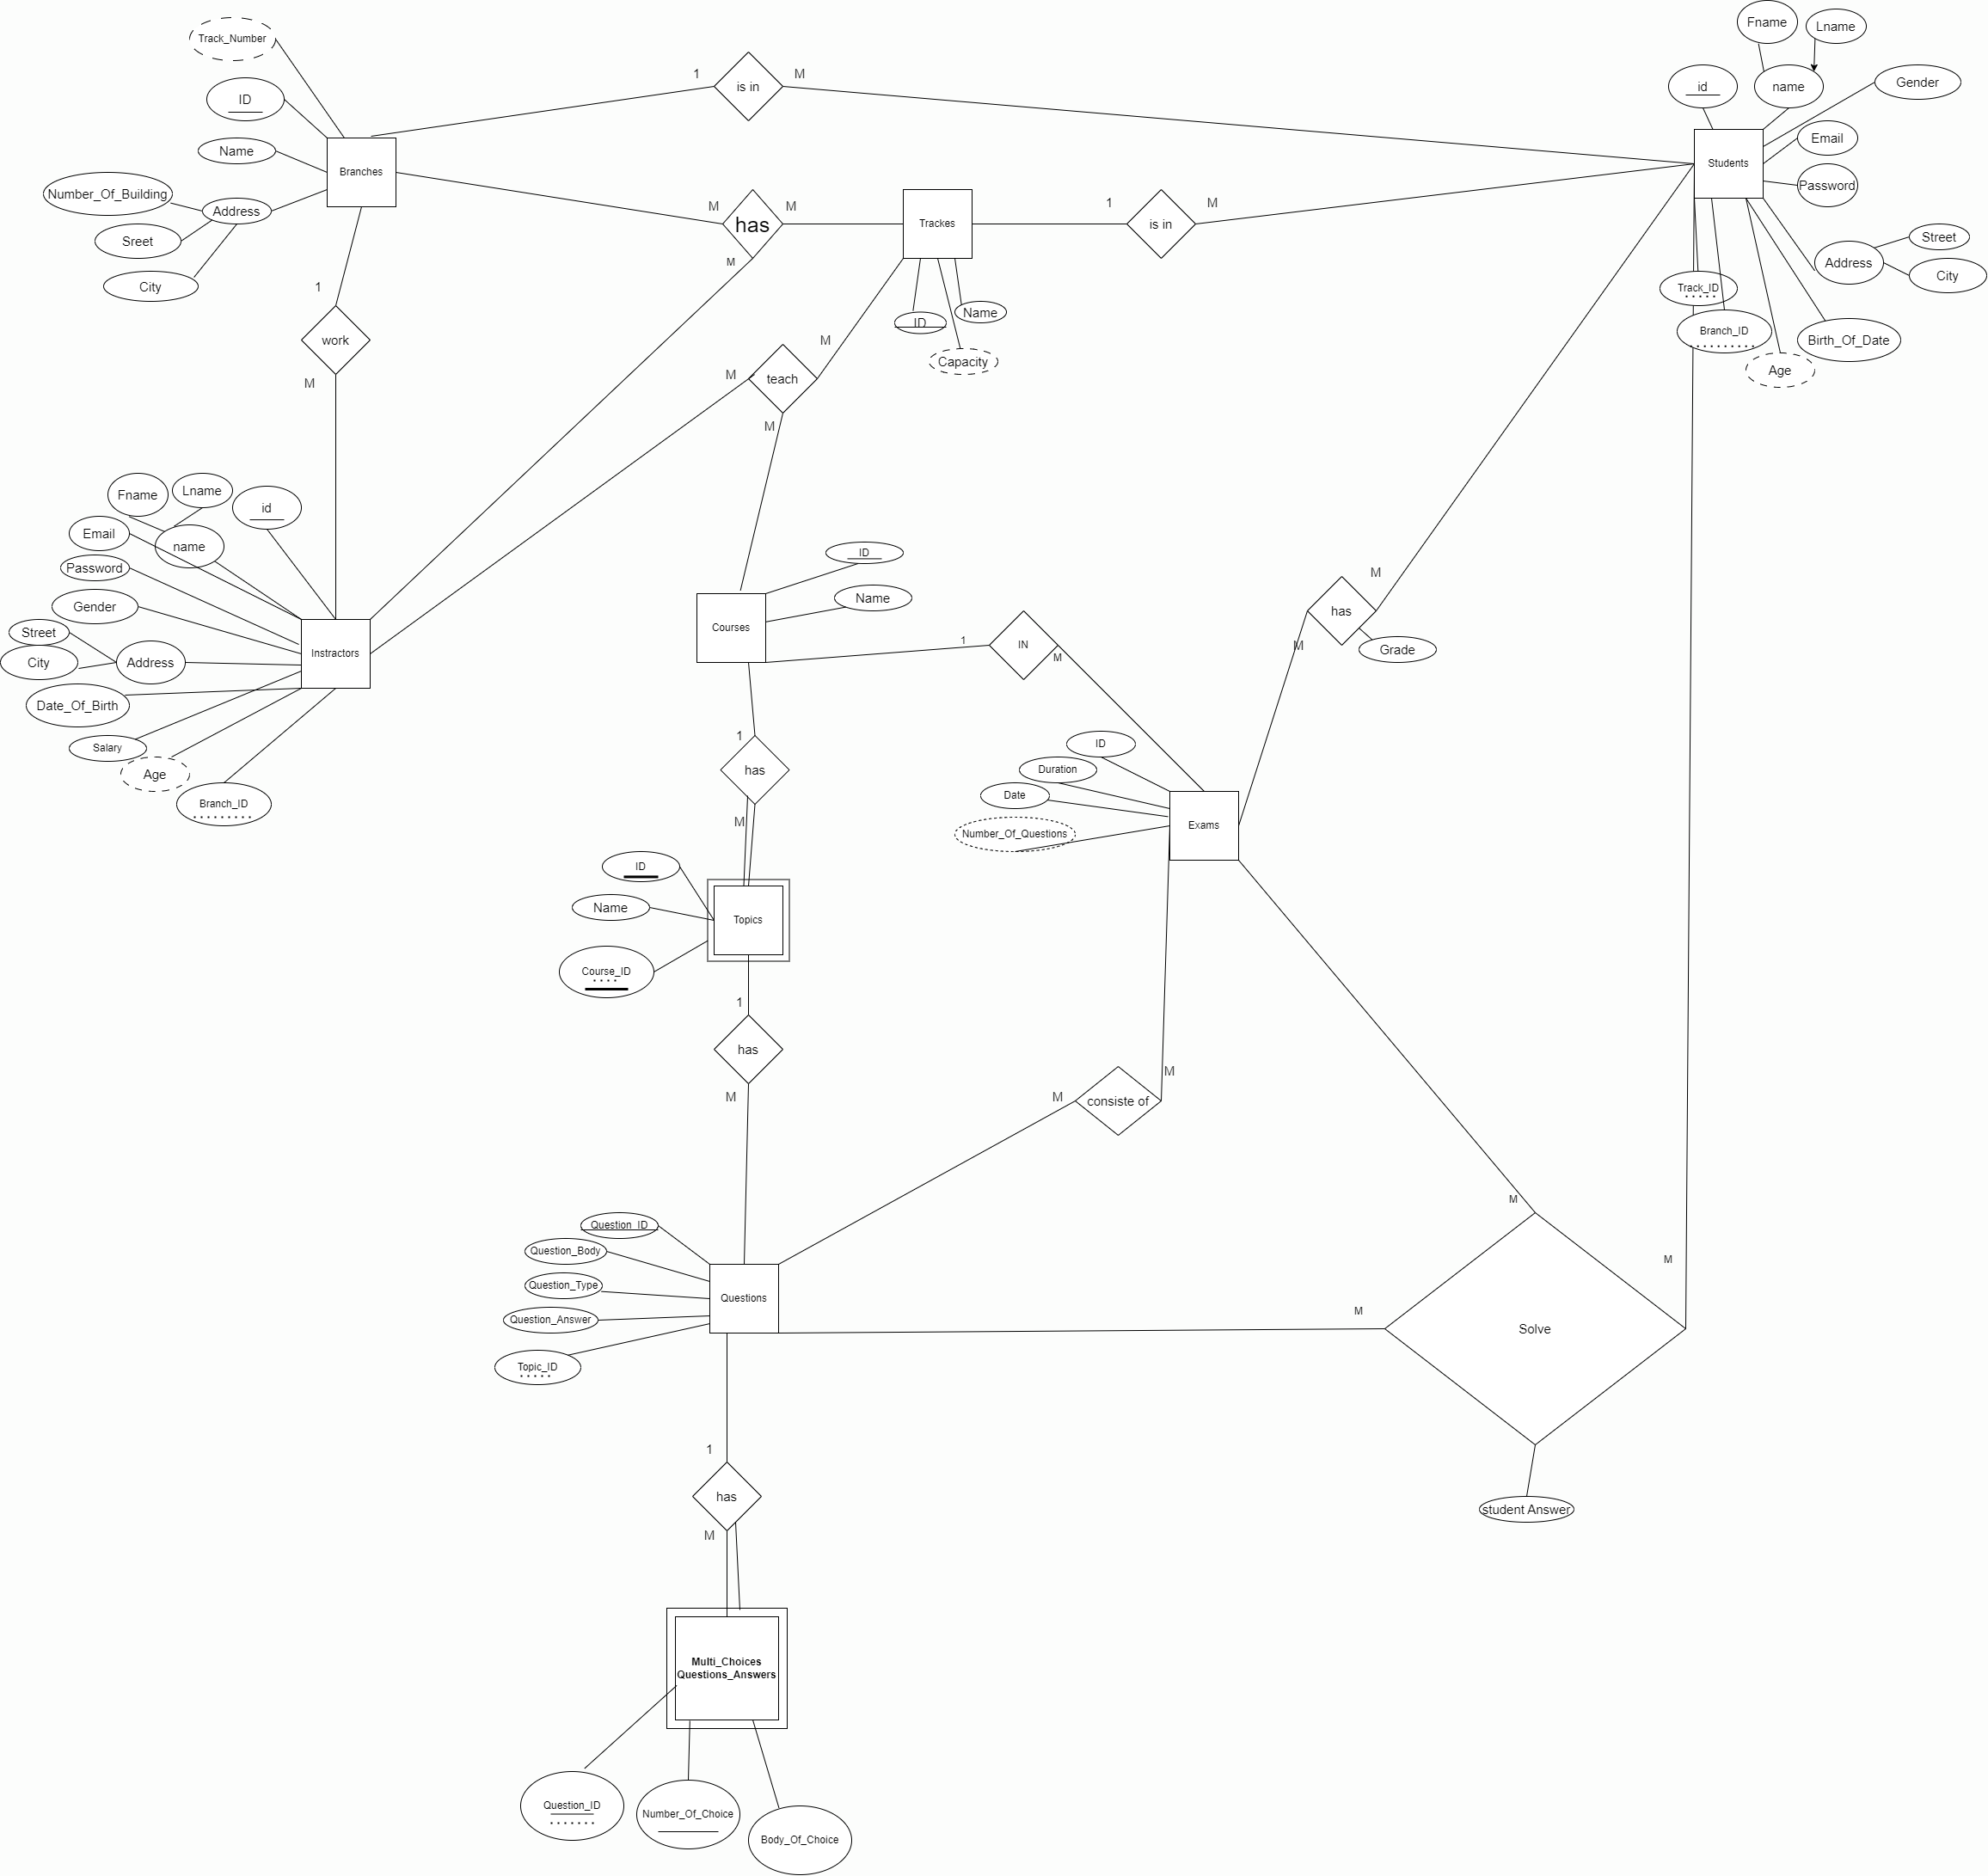 Fname
Lname
Track_Number
is in
1
M
id
name
Gender
ID
Email
Name
Branches
Students
Password
Number_Of_Building
Address
M
has
M
Trackes
1
is in
M
Sreet
Street
City
Address
City
M
1
Track_ID
ID
Name
Branch_ID
work
M
Birth_Of_Date
Capacity
M
teach
Age
M
M
Fname
Lname
id
Email
name
ID
Password
M
Name
Gender
has
Street
Courses
1
IN
City
Address
Instractors
M
M
Grade
Date_Of_Birth
1
ID
Salary
has
Duration
Age
Date
Branch_ID
M
Number_Of_Questions
Exams
ID
Name
Topics
Course_ID
1
has
M
M
M
consiste of
M
Question_ID
Question_Body
M
Question_Type
Questions
M
Question_Answer
Solve
Topic_ID
1
has
student Answer
M
Multi_Choices
Questions_Answers
Question_ID
Number_Of_Choice
Body_Of_Choice